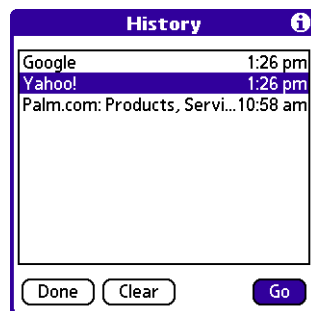 History
Google 1:26 pm
Yahoo! 1:26 pm
Palm.com: Products, Servi...10:58 am
Done Clear Go